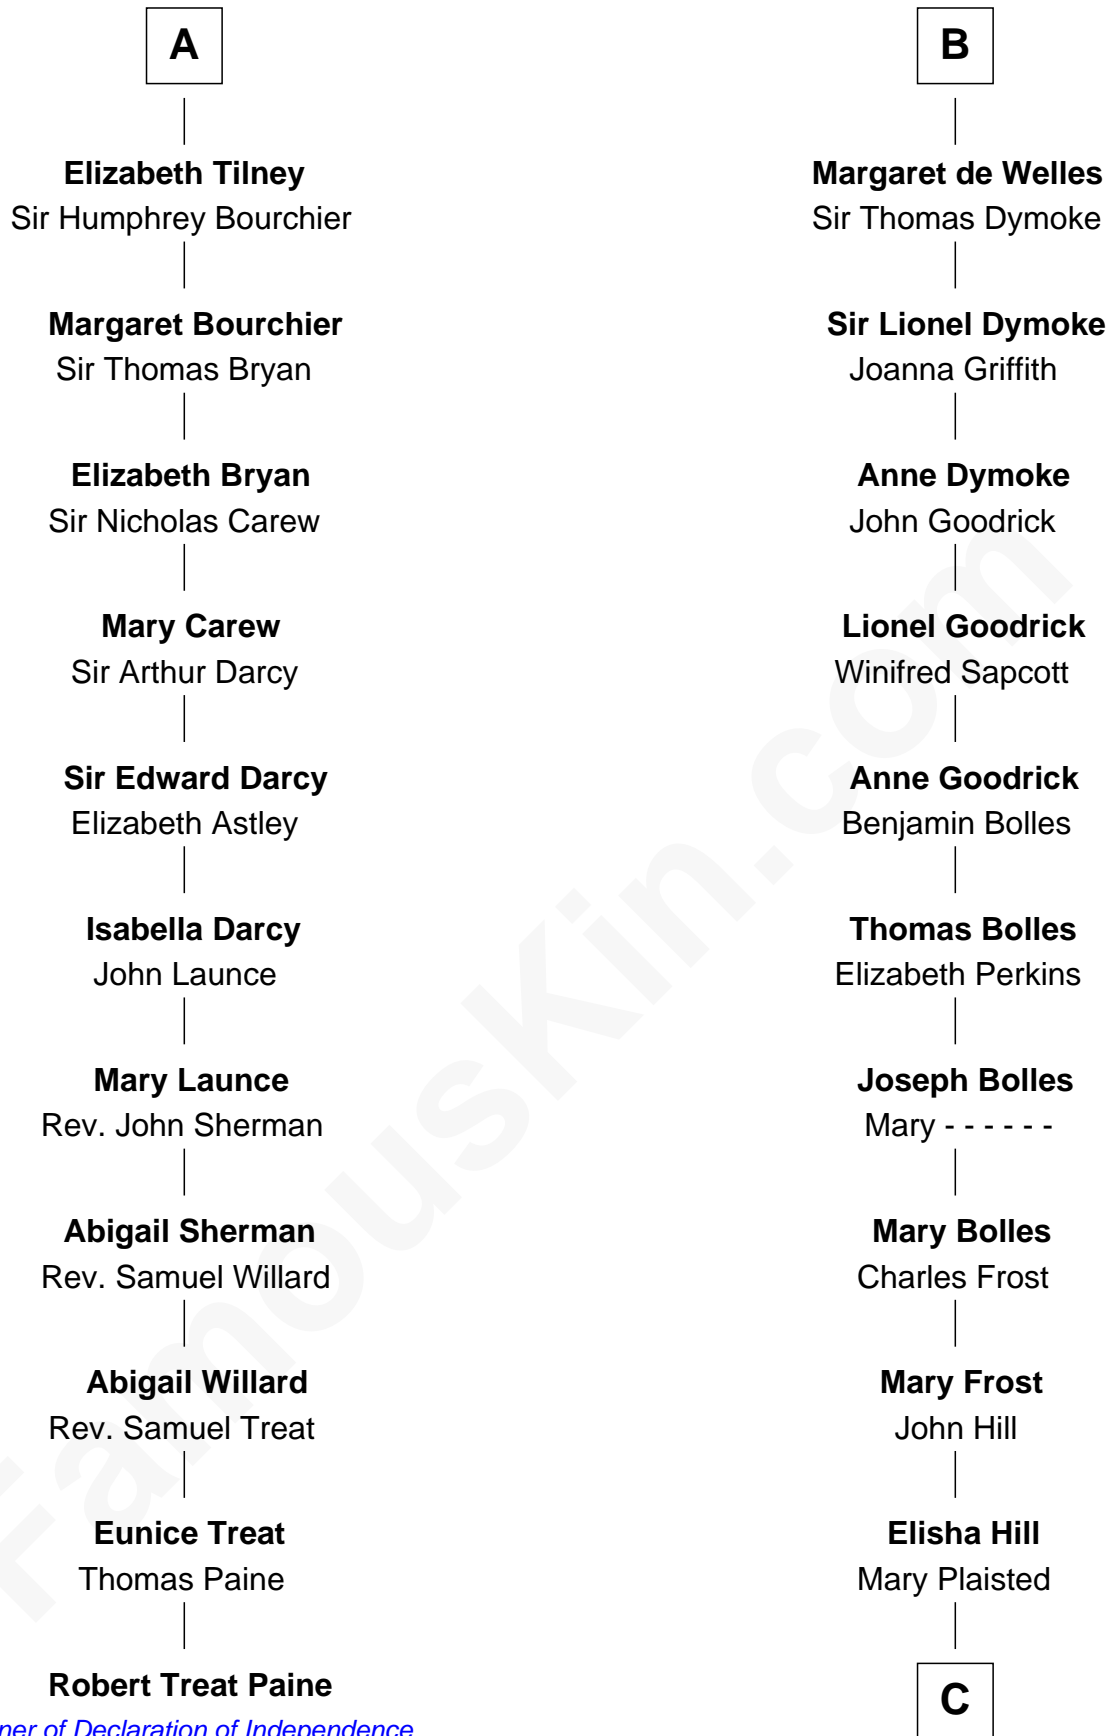 A
Elizabeth Tilney
Sir Humphrey Bourchier
Margaret Bourchier
Sir Thomas Bryan
Elizabeth Bryan
Sir Nicholas Carew
Mary Carew
Sir Arthur Darcy
Sir Edward Darcy
Elizabeth Astley
Isabella Darcy
John Launce
Mary Launce
Rev. John Sherman
Abigail Sherman
Rev. Samuel Willard
Abigail Willard
Rev. Samuel Treat
Eunice Treat
Thomas Paine
Robert Treat Paine
ner of Declaration of Independence
B
Margaret de Welles
Sir Thomas Dymoke
Sir Lionel Dymoke
Joanna Griffith
Anne Dymoke
John Goodrick
Lionel Goodrick
Winifred Sapcott
Anne Goodrick
Benjamin Bolles
Thomas Bolles
Elizabeth Perkins
Joseph Bolles
Mary - - - - - -
Mary Bolles
Charles Frost
Mary Frost
John Hill
Elisha Hill
Mary Plaisted
C
FamousKin.com